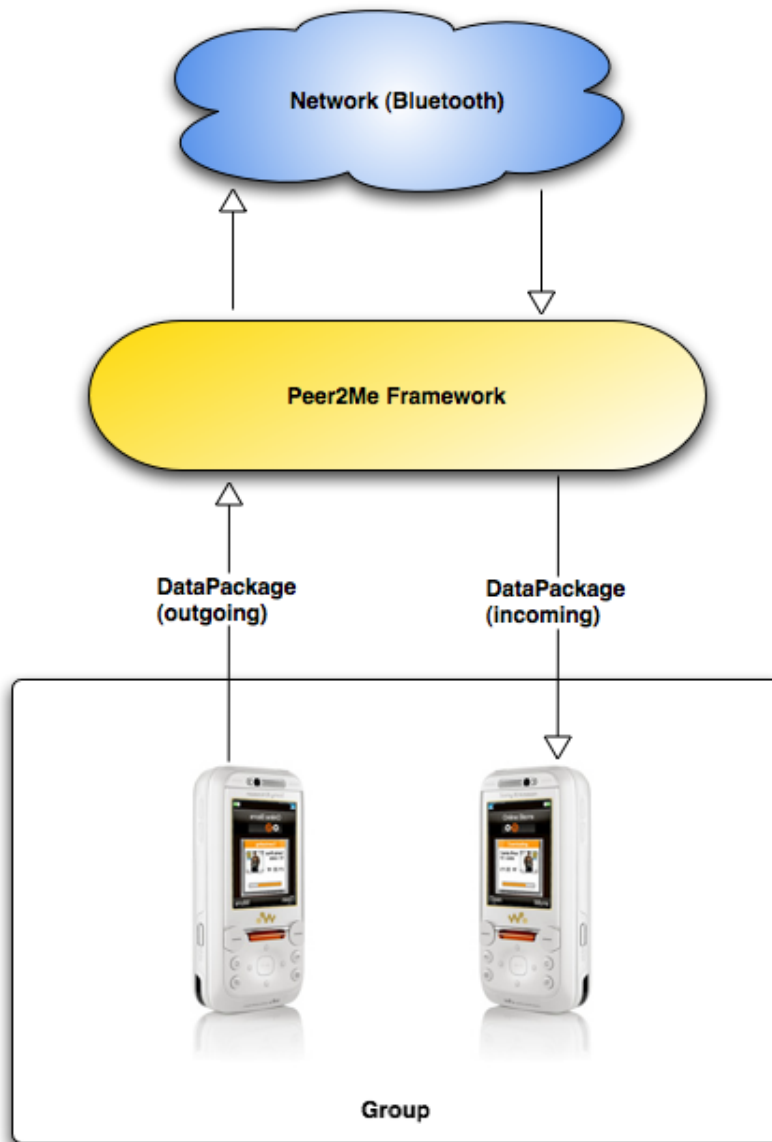 Network (Bluetooth)
Peer2Me Framework
DataPackage
(outgoing)
DataPackage
(incoming)
Group